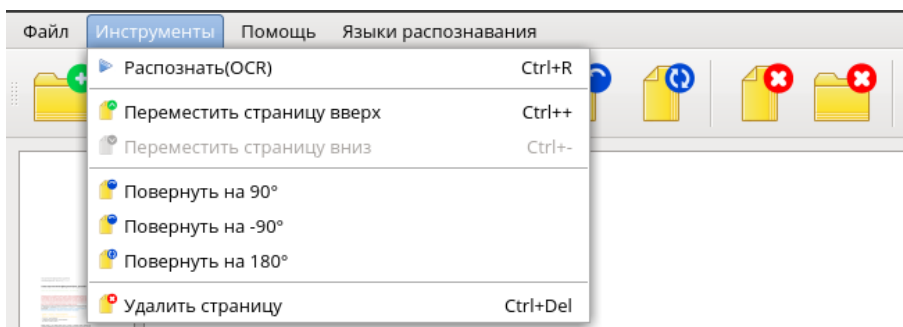 Файл Инструменты Помощь Языки распознавания
Распознать(OCR) Ctrl+R
Переместить страницу вверх Ctrl++
Переместить страницу вниз Ctrl+-
Повернуть на 90°
Повернуть на -90°
Повернуть на 180°
Удалить страницу Ctrl+Del